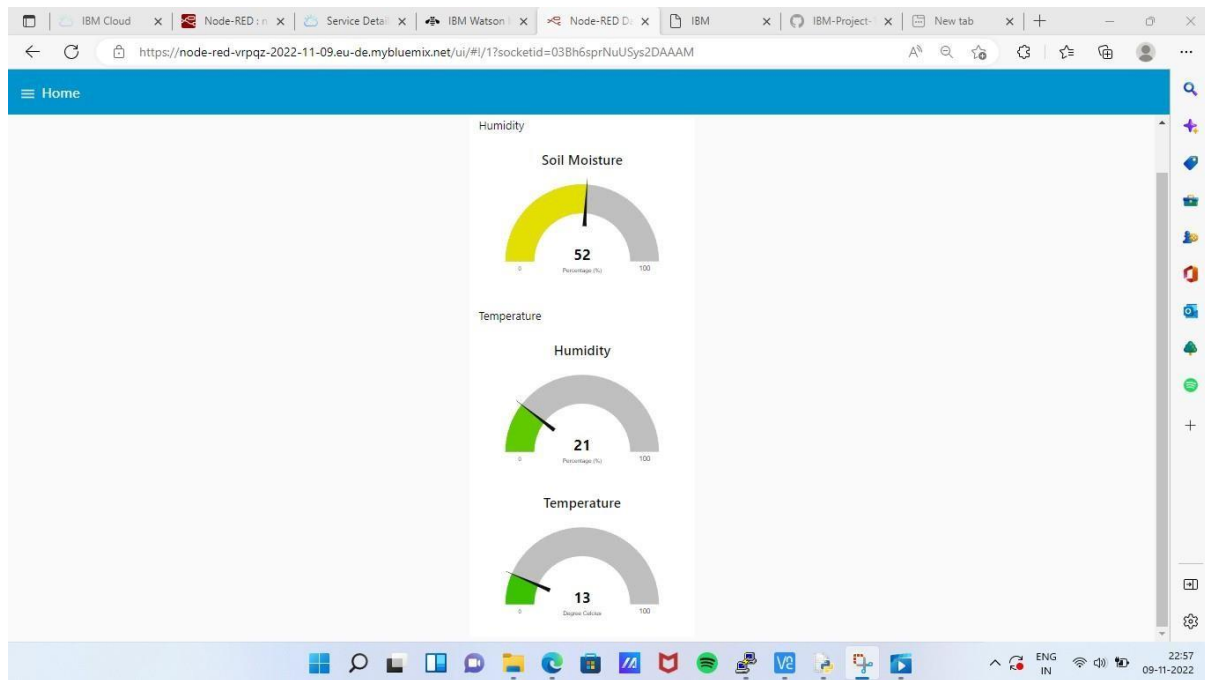 IBM Cloud
Node-RED : n
Service Detail
IBM Watson
Node-RED Da
IBM
IBM-Project-
New tab
https://node-red-vrpqz-2022-11-09.eu-de.mybluemix.net/ui/#!/1?socketid=03Bh6sprNuUSys2DAAAM
Home
Humidity
Soil Moisture
52
0 Percentage (%) 100
Temperature
Humidity
21
0 Percentage (%) 100
Temperature
13
0 Degree Celcius 100
ENG
IN
22:57
09-11-2022